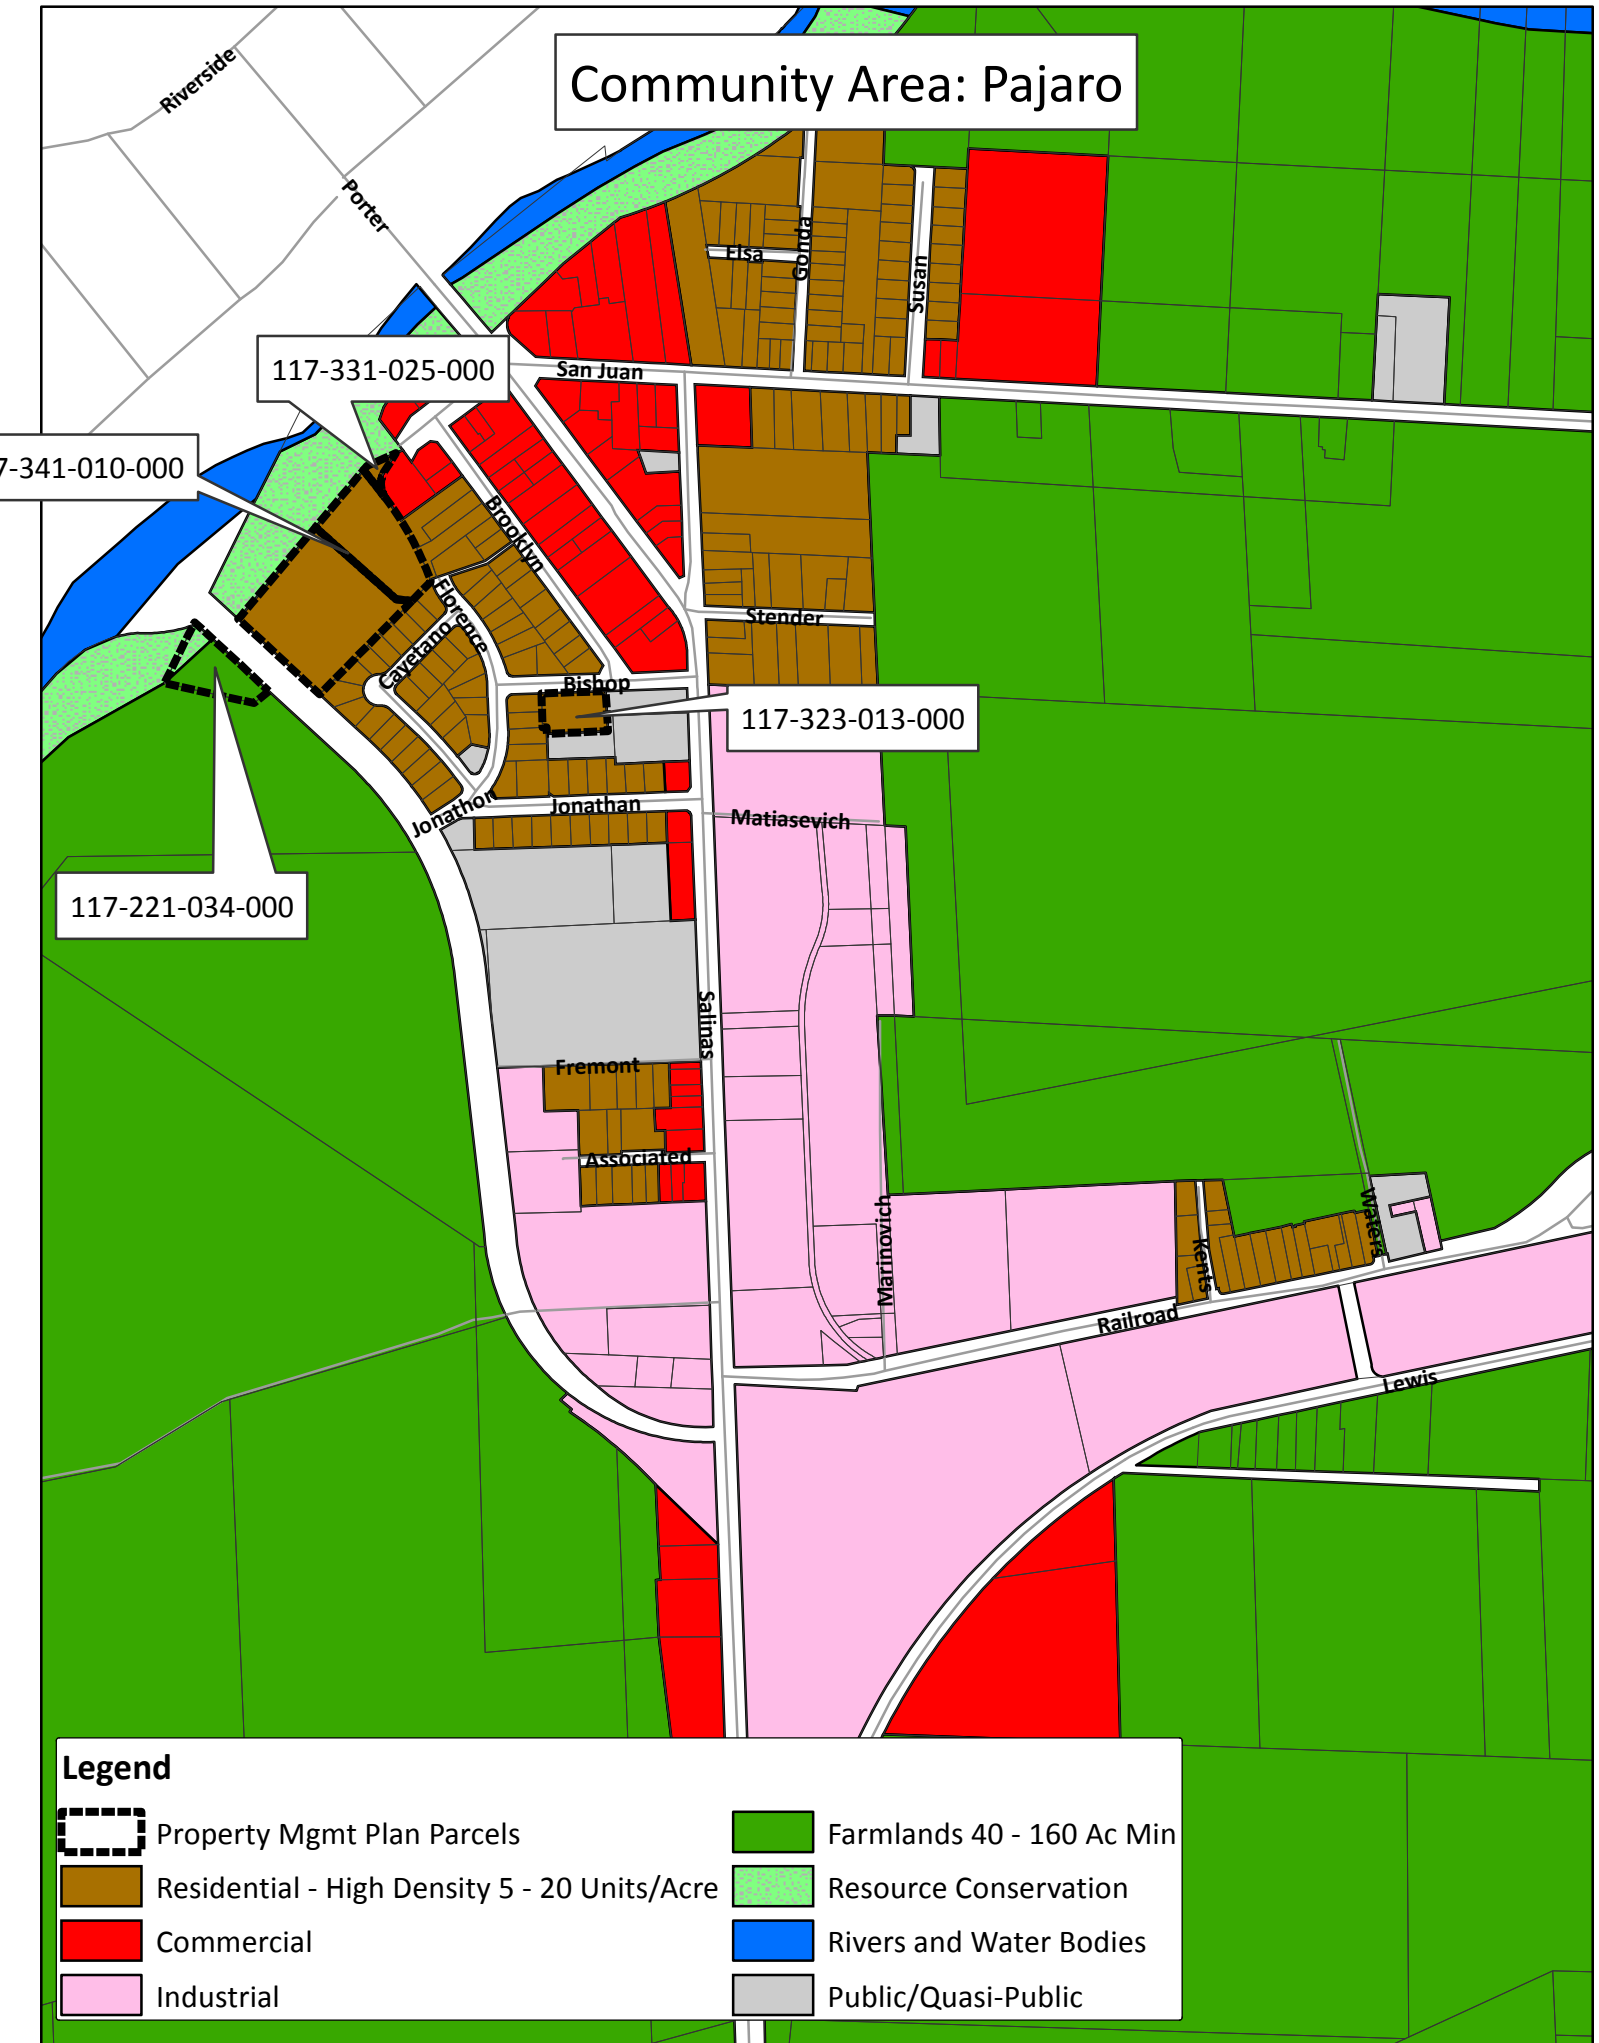 Community Area: Pajaro
Riverside
Porter
Elsa
Gonda
Susan
117-331-025-000
San Juan
7-341-010-000
Brooklyn
Florence
Cayetano
Stender
Bishop
117-323-013-000
Jonathon
Jonathan
Matiasevich
117-221-034-000
Salinas
Fremont
Associated
Marinovich
Waters
Kents
Railroad
Lewis
Legend
Property Mgmt Plan Parcels
Residential - High Density 5 - 20 Units/Acre
Commercial
Industrial
Farmlands 40 - 160 Ac Min
Resource Conservation
Rivers and Water Bodies
Public/Quasi-Public